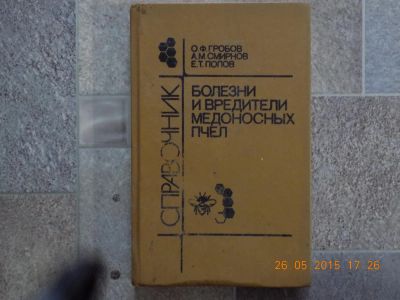 О.Ф.ГРОБОВ
А.М.СМИРНОВ
Е.Т.ПОПОВ
БОЛЕЗНИ
И ВРЕДИТЕЛИ
МЕДОНОСНЫХ
ПЧЕЛ
СПРАВОЧНИК
26 05 2015 17 26